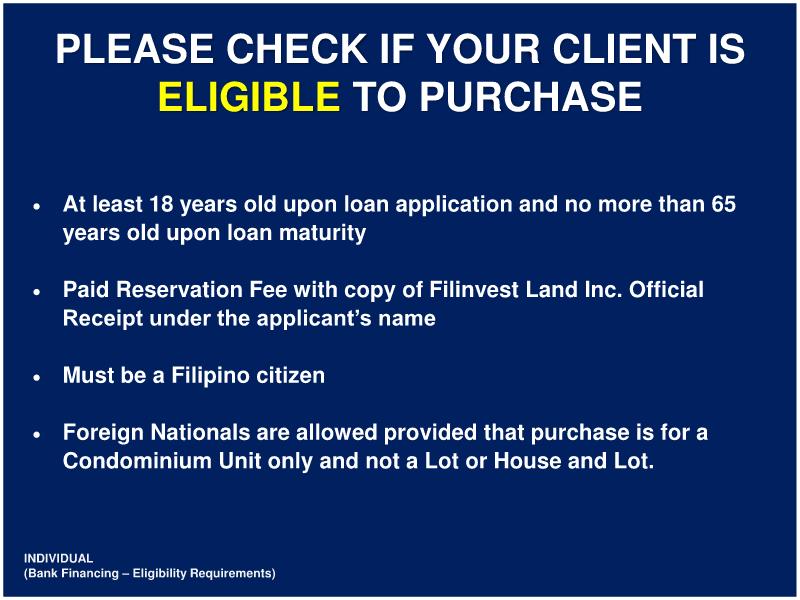 PLEASE CHECK IF YOUR CLIENT IS
ELIGIBLE TO PURCHASE
• At least 18 years old upon loan application and no more than 65
years old upon loan maturity
• Paid Reservation Fee with copy of Filinvest Land Inc. Official
Receipt under the applicant’s name
• Must be a Filipino citizen
• Foreign Nationals are allowed provided that purchase is for a
Condominium Unit only and not a Lot or House and Lot.
INDIVIDUAL
(Bank Financing – Eligibility Requirements)